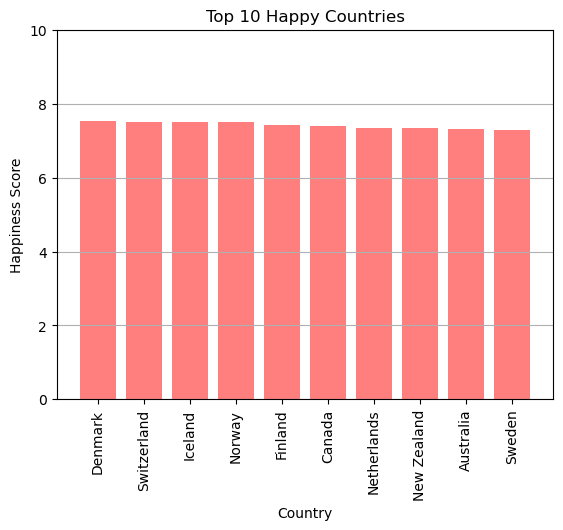 Top 10 Happy Countries
10
8
6
4
2
0
Happiness Score
Denmark
Switzerland
Iceland
Norway
Finland
Canada
Netherlands
New Zealand
Australia
Sweden
Country